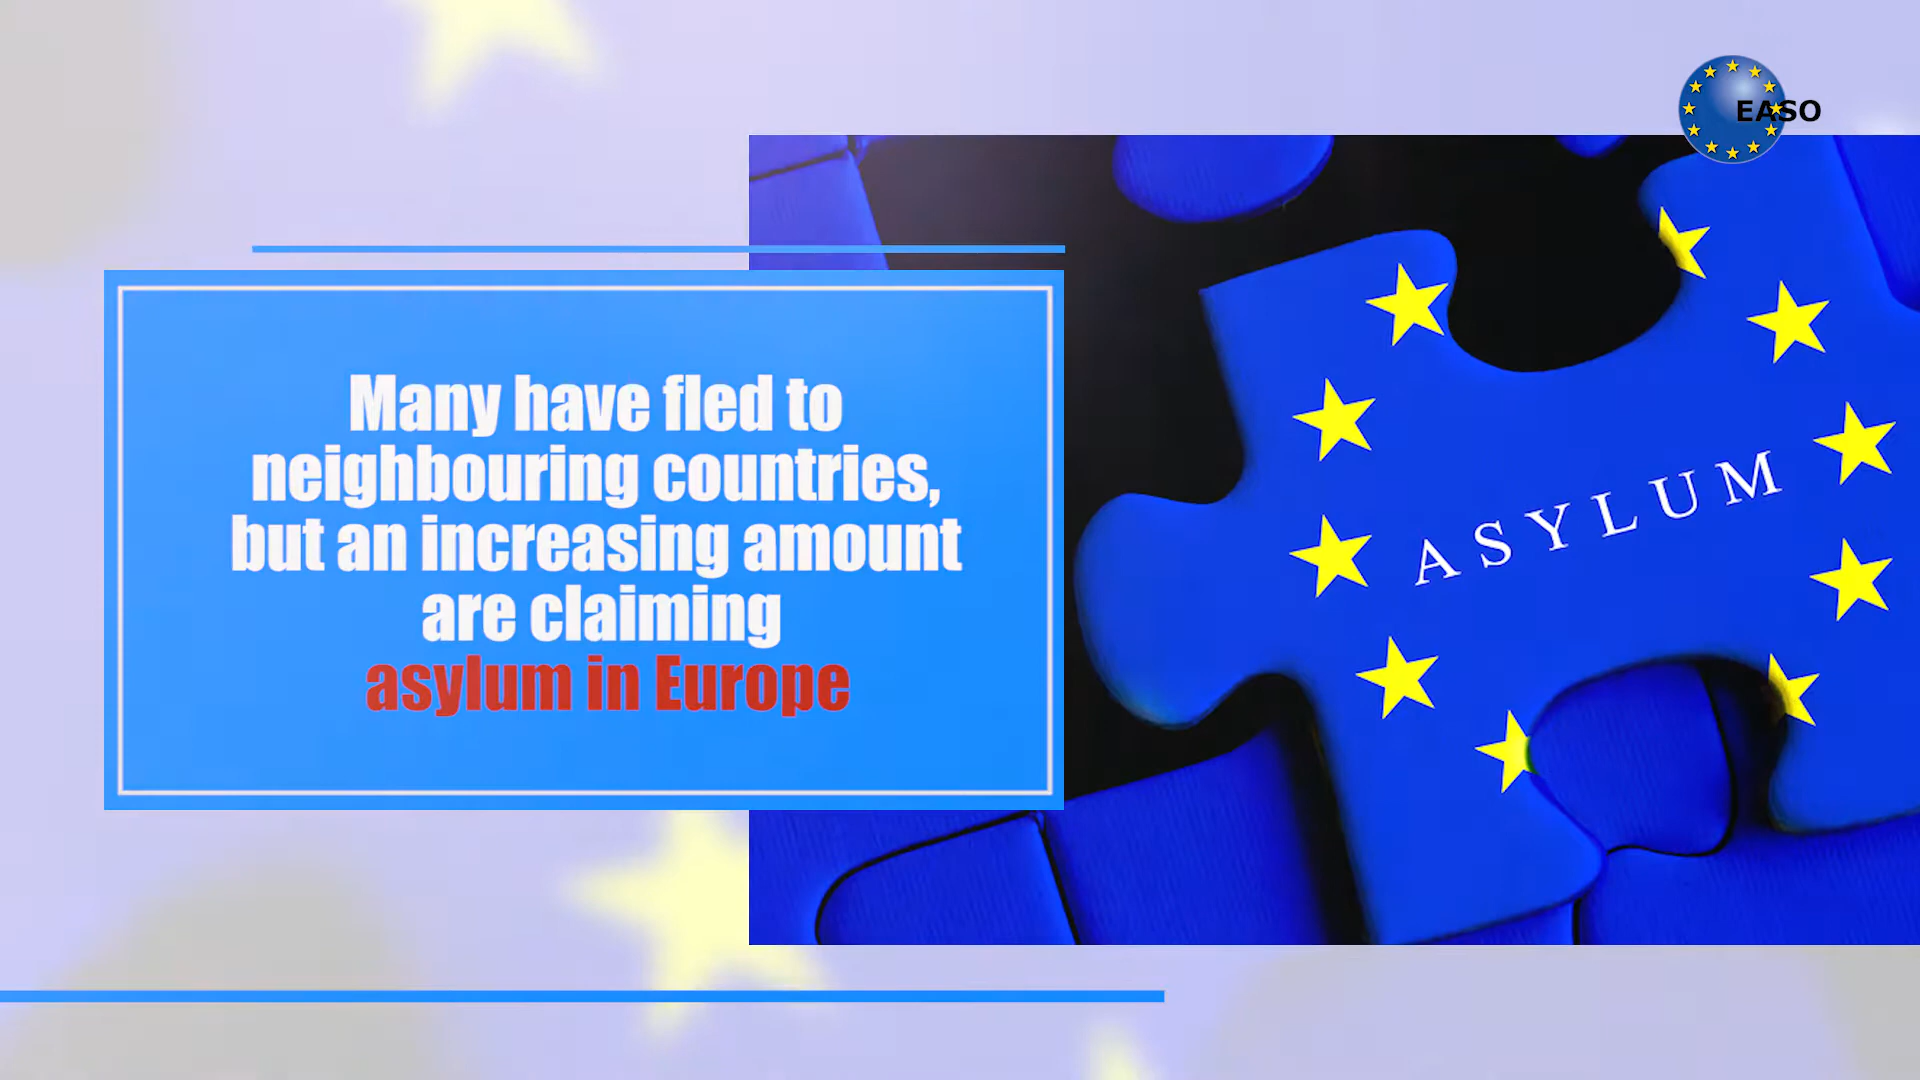 EASO
Many have fled to
neighbouring countries,
but an increasing amount
are claiming
asylum in Europe
ASYLUM